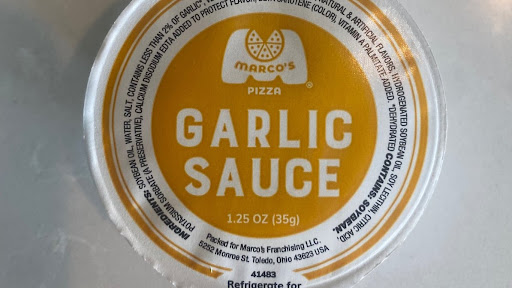 MARCO'S
®
PIZZA
GARLIC
SAUCE
1.25 OZ (35g)
Packed for Marco's Franchising LLC.
5252 Monroe St. Toledo, Ohio 43623 USA
41483
Refrigerate for
INGREDIENTS: SOYBEAN OIL, WATER, SALT, CONTAINS LESS THAN 2% OF GARLIC*,
NATURAL & ARTIFICIAL FLAVORS, HYDROGENATED SOYBEAN OIL, SOY LECITHIN, CITRIC ACID,
POTASSIUM SORBATE (A PRESERVATIVE), CALCIUM DISODIUM EDTA ADDED TO PROTECT FLAVOR, BETA CAROTENE (COLOR), VITAMIN A PALMITATE ADDED. *DEHYDRATED CONTAINS: SOYBEAN.